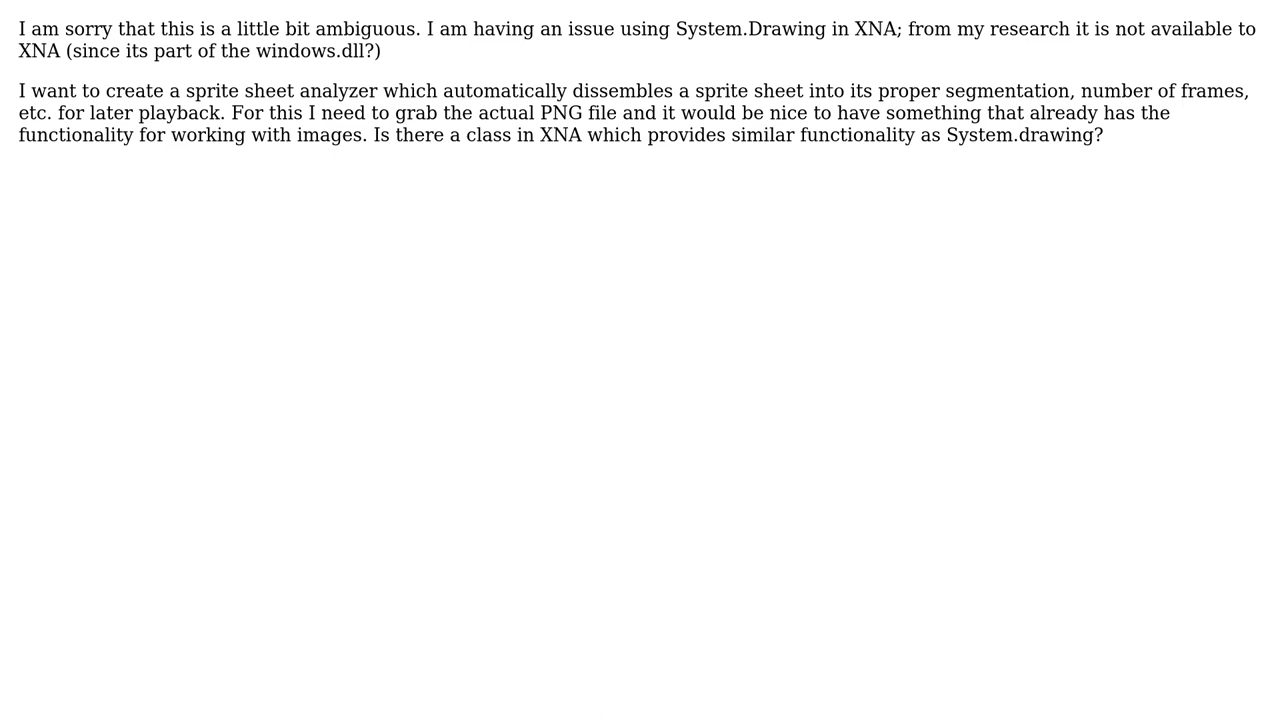 I am sorry that this is a little bit ambiguous. I am having an issue using System.Drawing in XNA; from my research it is not available to
XNA (since its part of the windows.dll?)
I want to create a sprite sheet analyzer which automatically dissembles a sprite sheet into its proper segmentation, number of frames,
etc. for later playback. For this I need to grab the actual PNG file and it would be nice to have something that already has the
functionality for working with images. Is there a class in XNA which provides similar functionality as System.drawing?